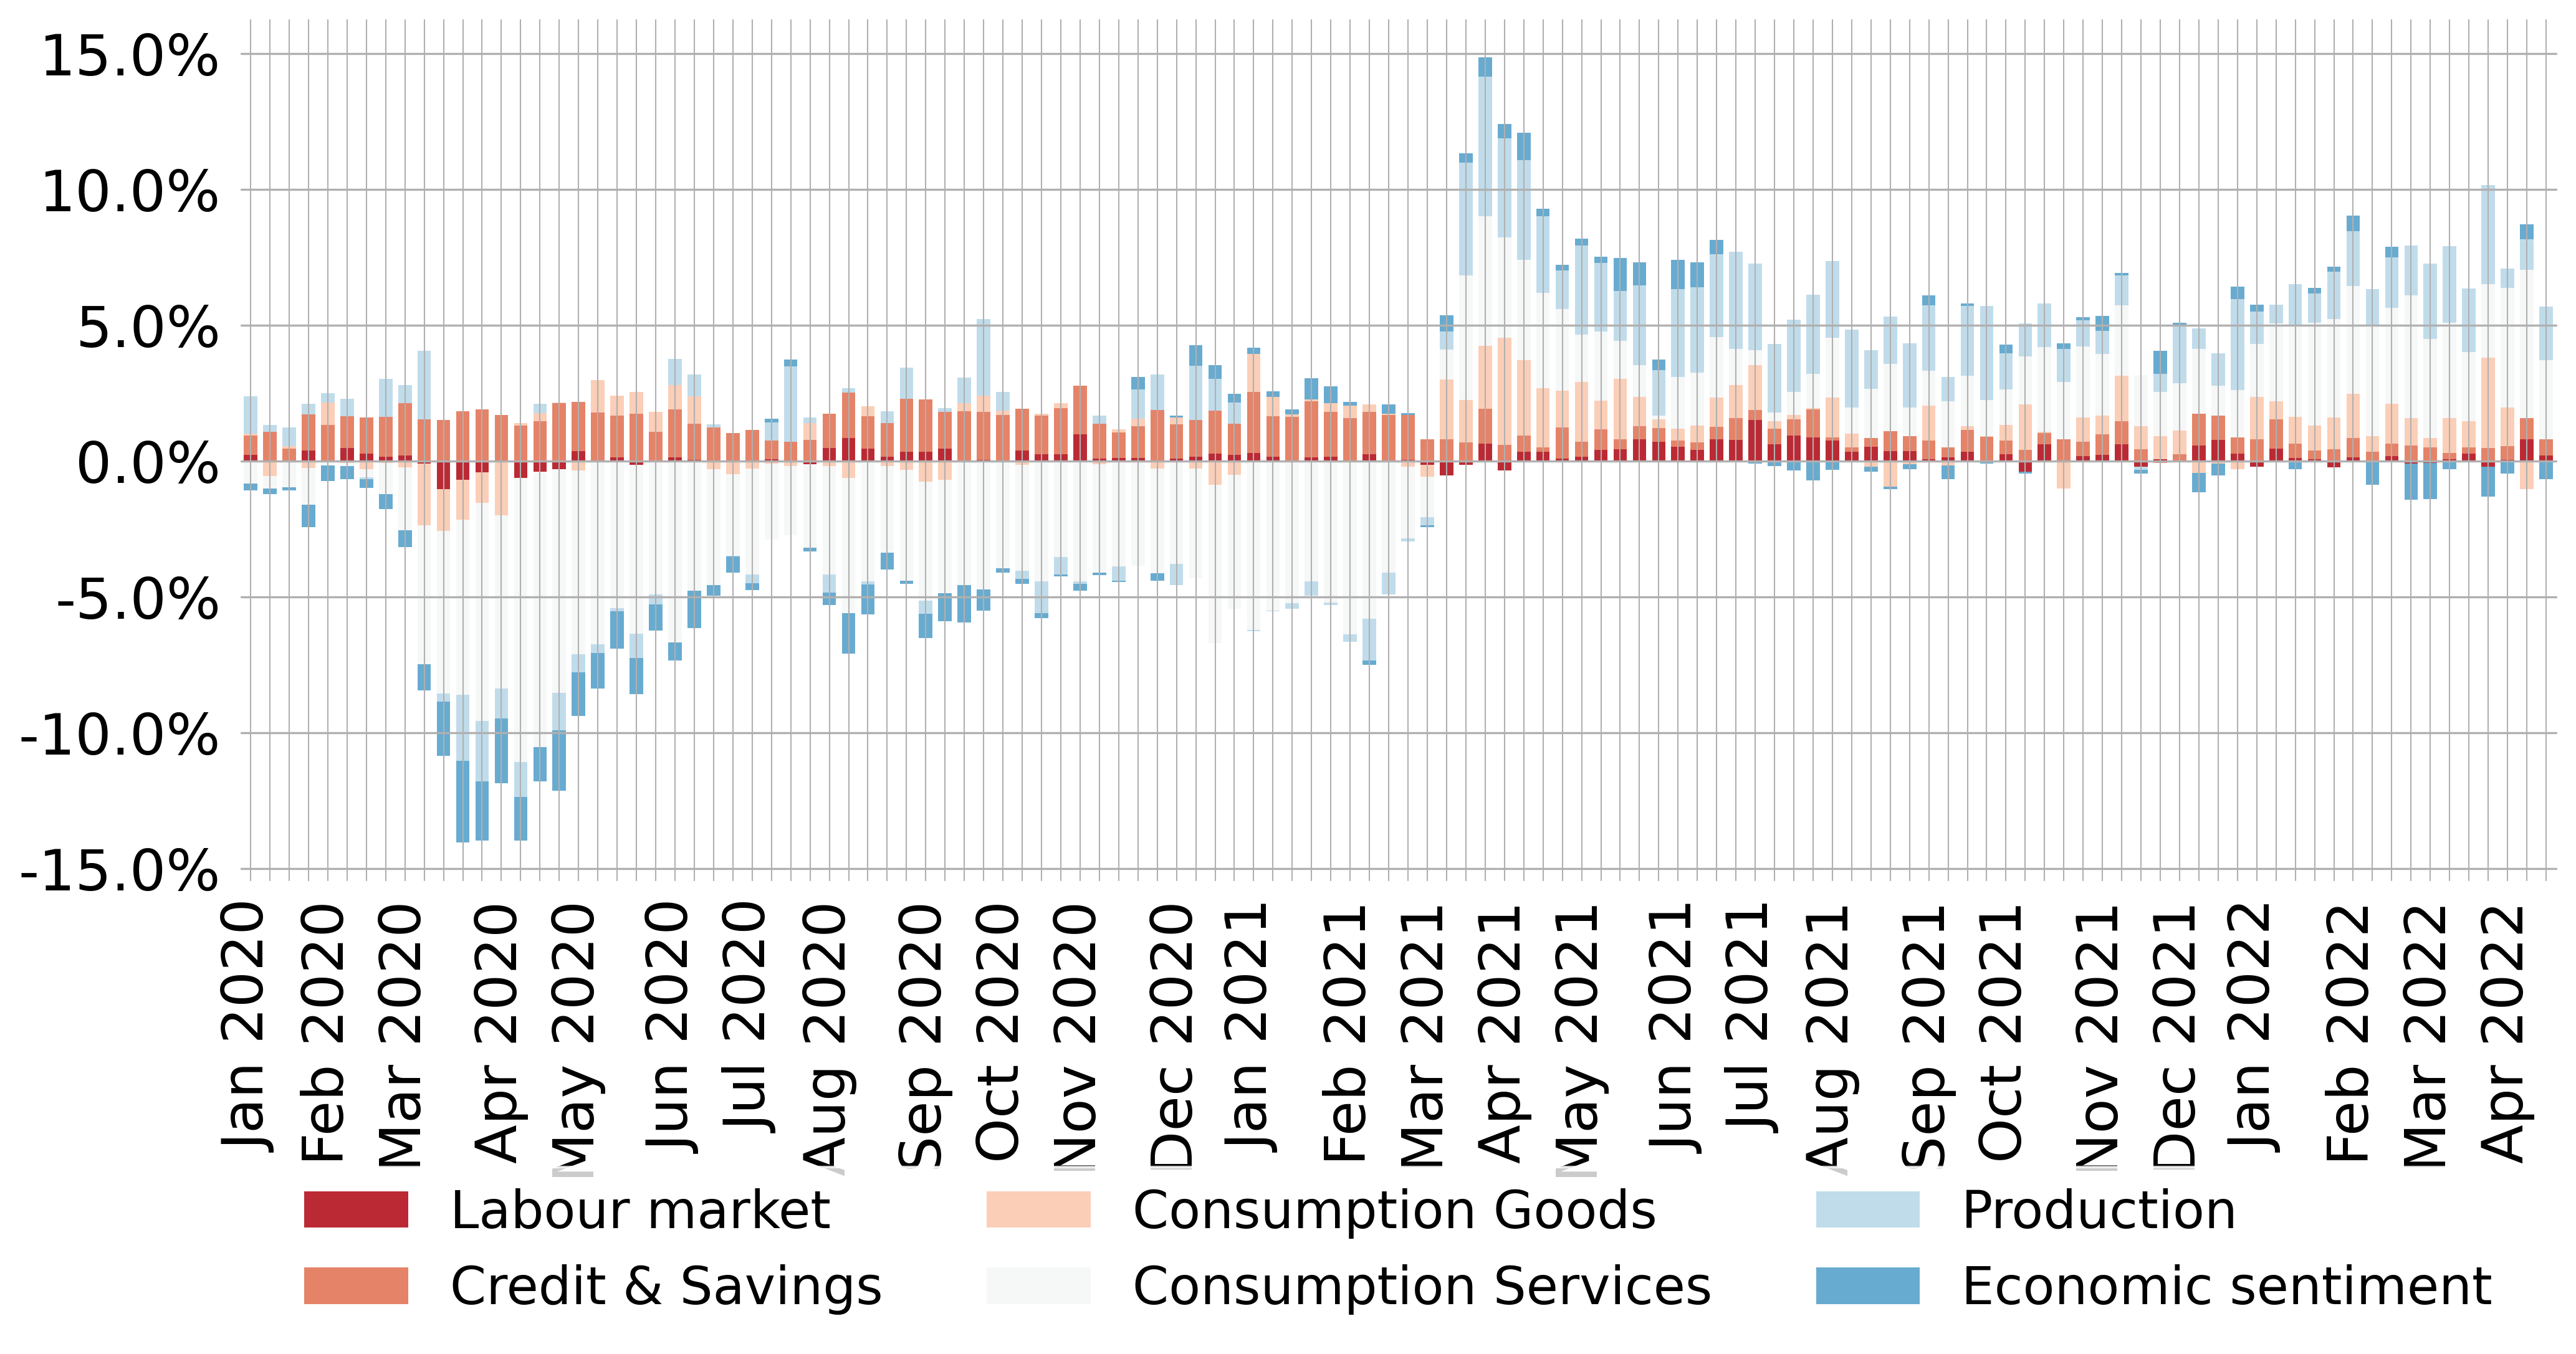 15.0%
10.0%
5.0%
0.0%
-5.0%
-10.0%
-15.0%
Jan 2020
Feb 2020
Mar 2020
Apr 2020
May 2020
Jun 2020
Jul 2020
Aug 2020
Sep 2020
Oct 2020
Nov 2020
Dec 2020
Jan 2021
Feb 2021
Mar 2021
Apr 2021
May 2021
Jun 2021
Jul 2021
Aug 2021
Sep 2021
Oct 2021
Nov 2021
Dec 2021
Jan 2022
Feb 2022
Mar 2022
Apr 2022
Labour market
Consumption Goods
Production
Credit & Savings
Consumption Services
Economic sentiment